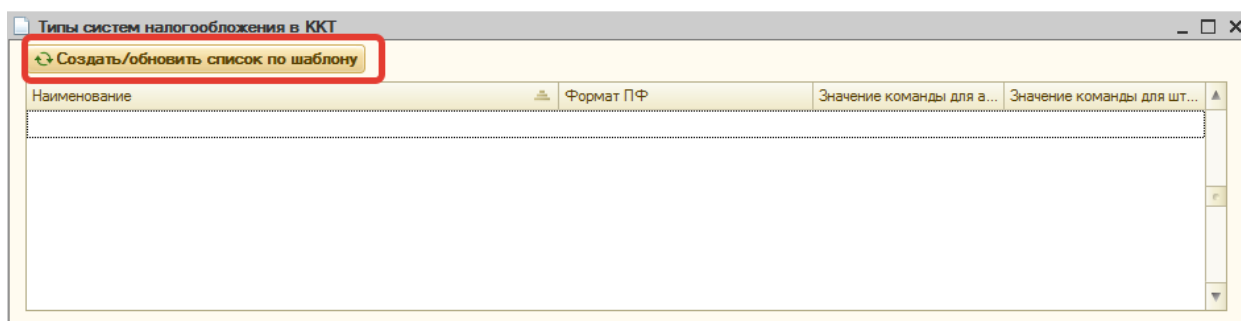 Типы систем налогообложения в ККТ
Создать/обновить список по шаблону
Наименование Формат ПФ Значение команды для а... Значение команды для шт...